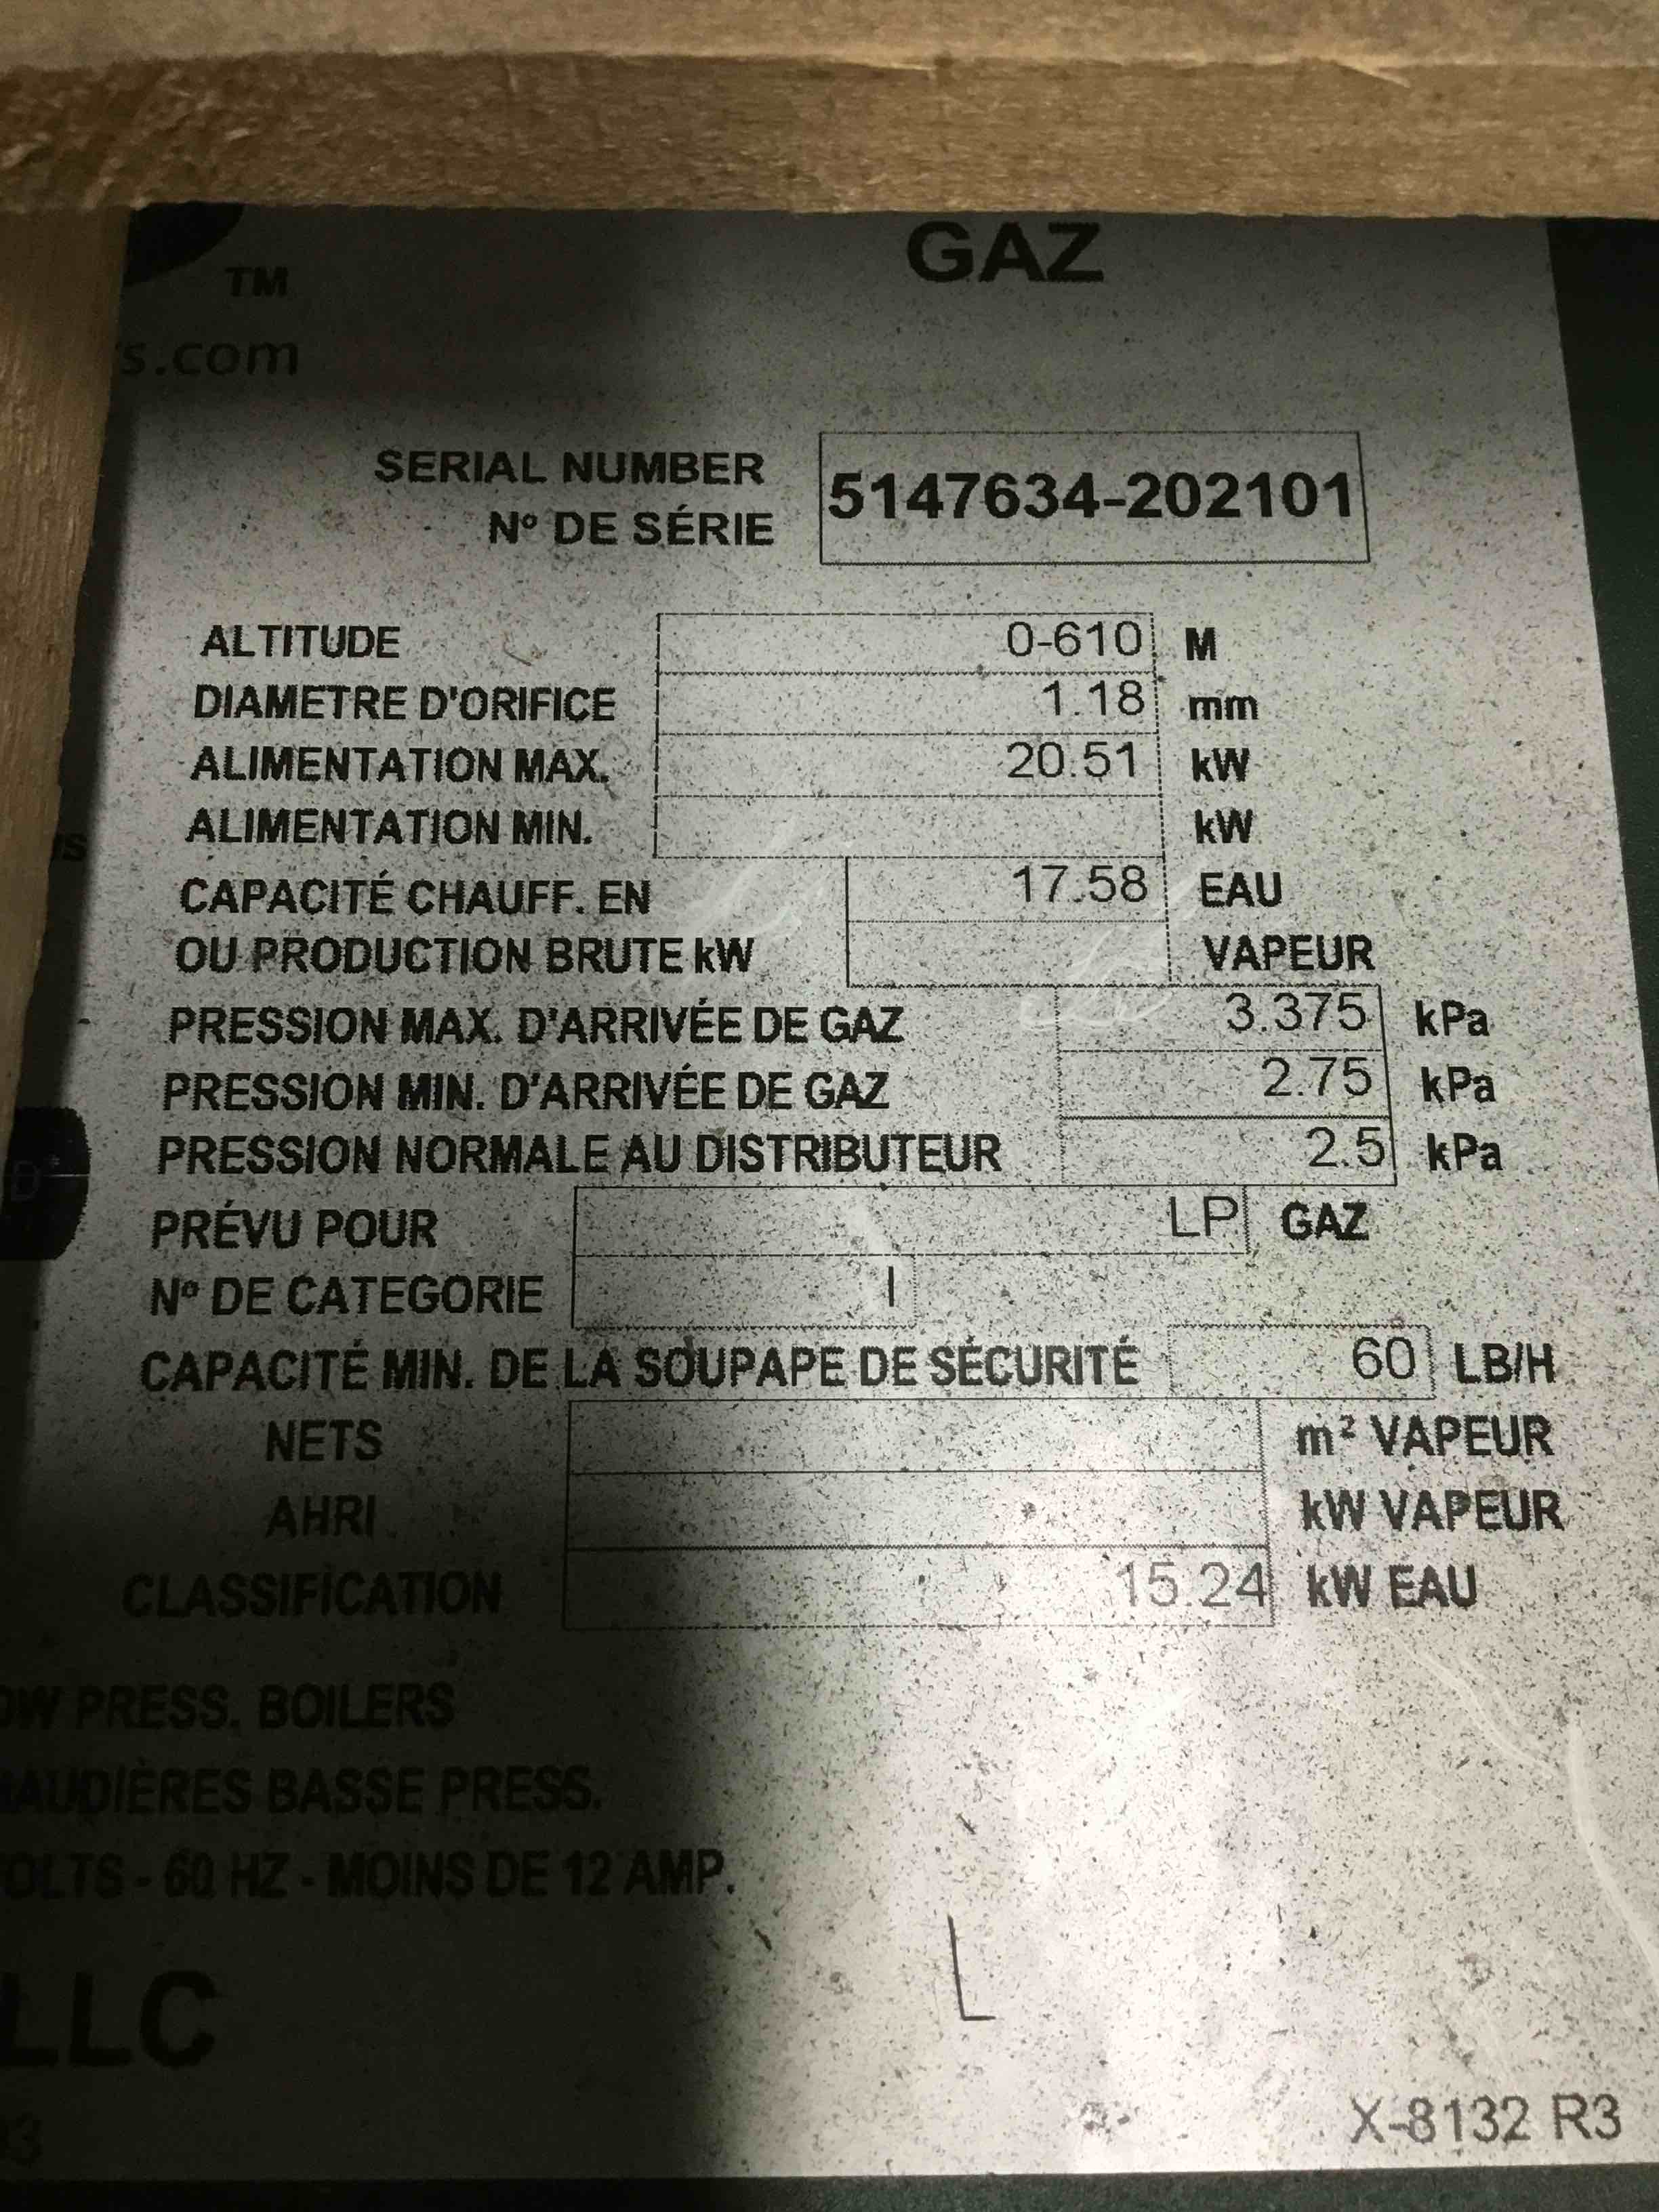 GAZ
TM
s.com
SERIAL NUMBER
Nº DE SÉRIE
5147634-202101
ALTITUDE 0-610 M
DIAMETRE D'ORIFICE 1.18 mm
ALIMENTATION MAX. 20.51 kW
ALIMENTATION MIN. kW
CAPACITÉ CHAUFF. EN 17.58 EAU
OU PRODUCTION BRUTE kW VAPEUR
PRESSION MAX. D'ARRIVÉE DE GAZ 3.375 kPa
PRESSION MIN. D'ARRIVÉE DE GAZ 2.75 kPa
PRESSION NORMALE AU DISTRIBUTEUR 2.5 kPa
PRÉVU POUR LP GAZ
Nº DE CATEGORIE I
CAPACITÉ MIN. DE LA SOUPAPE DE SÉCURITÉ 60 LB/H
NETS m² VAPEUR
AHRI kW VAPEUR
CLASSIFICATION 15.24 kW EAU
OW PRESS. BOILERS
AUDIÈRES BASSE PRESS.
OLTS - 60 HZ - MOINS DE 12 AMP.
LLC
X-8132 R3